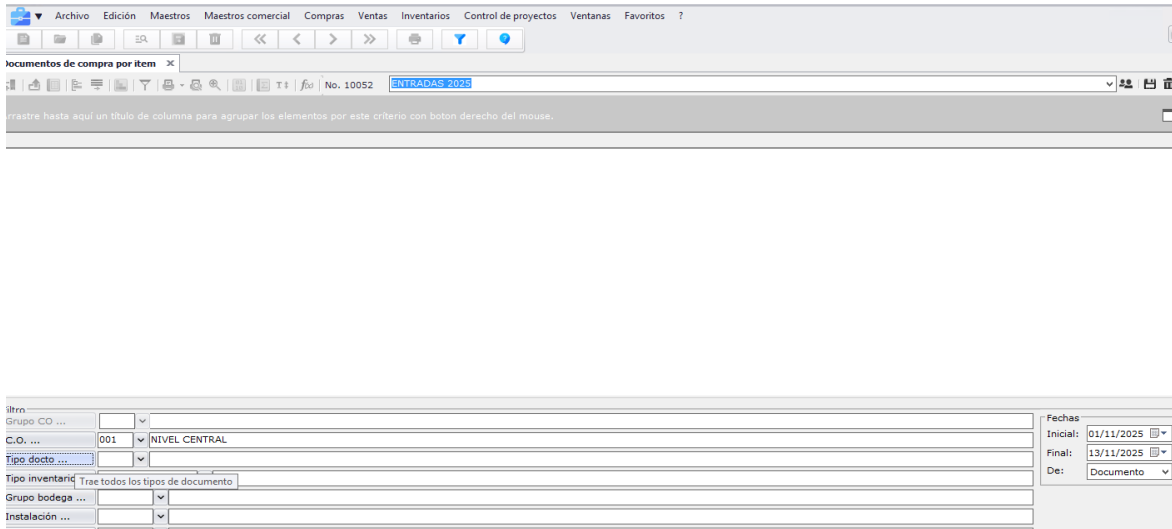 Archivo Edición Maestros Maestros comercial Compras Ventas Inventarios Control de proyectos Ventanas Favoritos ?
Documentos de compra por item
No. 10052 ENTRADAS 2025
rrastre hasta aquí un título de columna para agrupar los elementos por este críterio con boton derecho del mouse.
Filtro
Grupo CO ...
C.O. ... 001 NIVEL CENTRAL
Tipo docto ...
Tipo inventario
Trae todos los tipos de documento
Grupo bodega ...
Instalación ...
Fechas
Inicial: 01/11/2025
Final: 13/11/2025
De: Documento